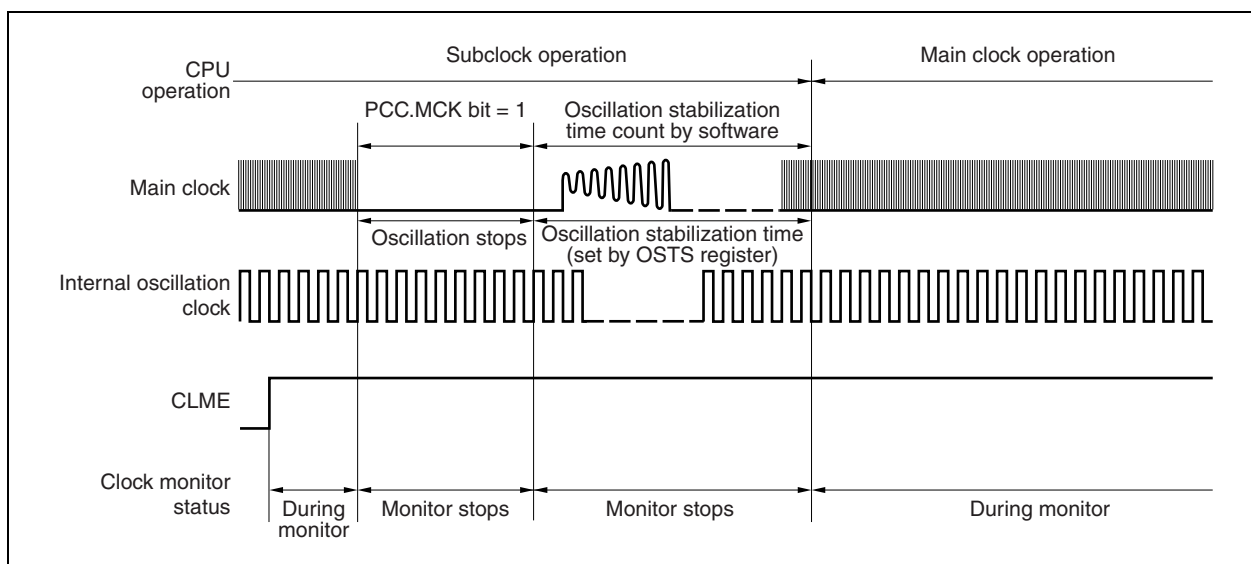 CPU
operation
Subclock operation
Main clock operation
PCC.MCK bit = 1
Oscillation stabilization
time count by software
Main clock
Oscillation stops
Oscillation stabilization time
(set by OSTS register)
Internal oscillation
clock
CLME
Clock monitor
status
During
monitor
Monitor stops
Monitor stops
During monitor